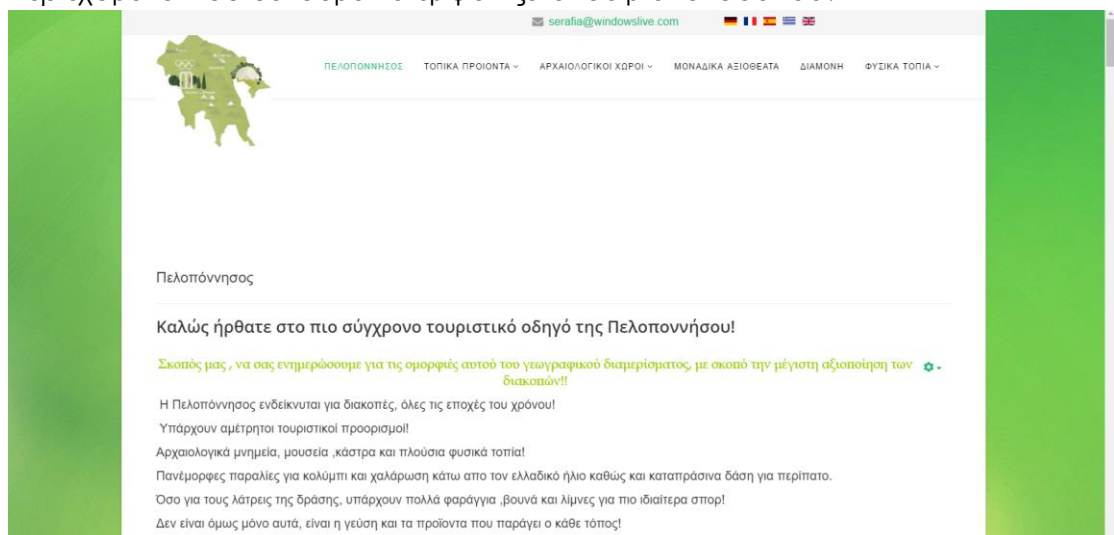 serafia@windowslive.com
ΠΕΛΟΠΟΝΝΗΣΟΣ ΤΟΠΙΚΑ ΠΡΟΙΟΝΤΑ ΑΡΧΑΙΟΛΟΓΙΚΟΙ ΧΩΡΟΙ ΜΟΝΑΔΙΚΑ ΑΞΙΟΘΕΑΤΑ ΔΙΑΜΟΝΗ ΦΥΣΙΚΑ ΤΟΠΙΑ
Πελοπόννησος
Καλώς ήρθατε στο πιο σύγχρονο τουριστικό οδηγό της Πελοποννήσου!
Σκοπός μας , να σας ενημερώσουμε για τις ομορφιές αυτού του γεωγραφικού διαμερίσματος, με σκοπό την μέγιστη αξιοποίηση των
διακοπών!!
Η Πελοπόννησος ενδείκνυται για διακοπές, όλες τις εποχές του χρόνου!
Υπάρχουν αμέτρητοι τουριστικοί προορισμοί!
Αρχαιολογικά μνημεία, μουσεία ,κάστρα και πλούσια φυσικά τοπία!
Πανέμορφες παραλίες για κολύμπι και χαλάρωση κάτω απο τον ελλαδικό ήλιο καθώς και καταπράσινα δάση για περίπατο.
Όσο για τους λάτρεις της δράσης, υπάρχουν πολλά φαράγγια ,βουνά και λίμνες για πιο ιδιαίτερα σπορ!
Δεν είναι όμως μόνο αυτά, είναι η γεύση και τα προϊοντα που παράγει ο κάθε τόπος!